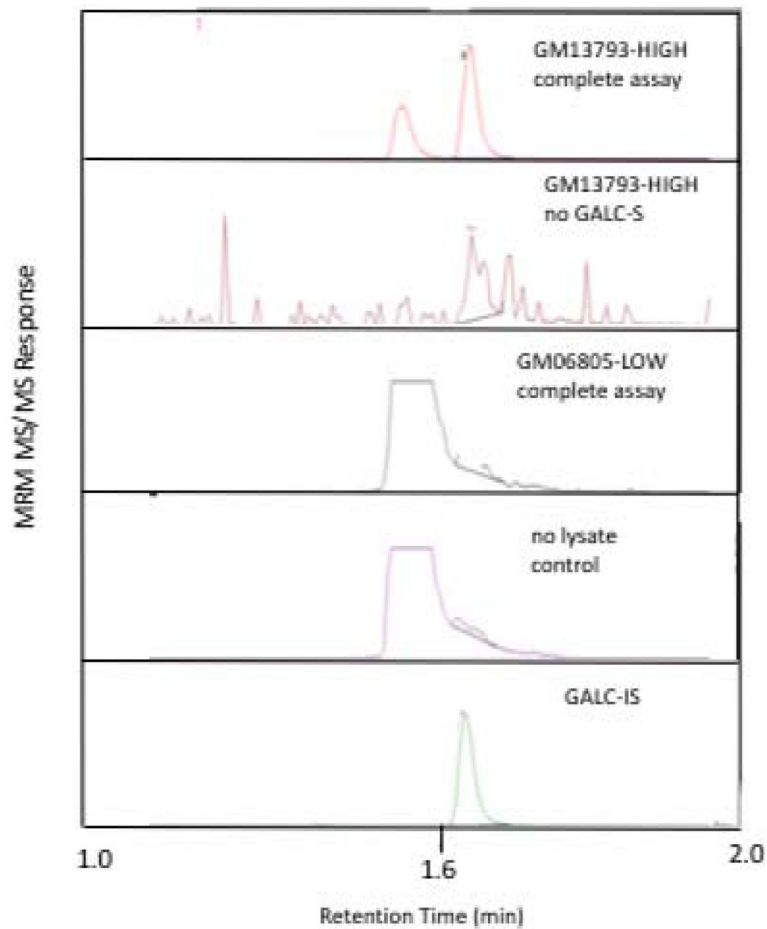 GM13793-HIGH
complete assay
GM13793-HIGH
no GALC-S
GM06805-LOW
complete assay
no lysate
control
GALC-IS
MRM MS/MS Response
1.0
1.6
2.0
Retention Time (min)